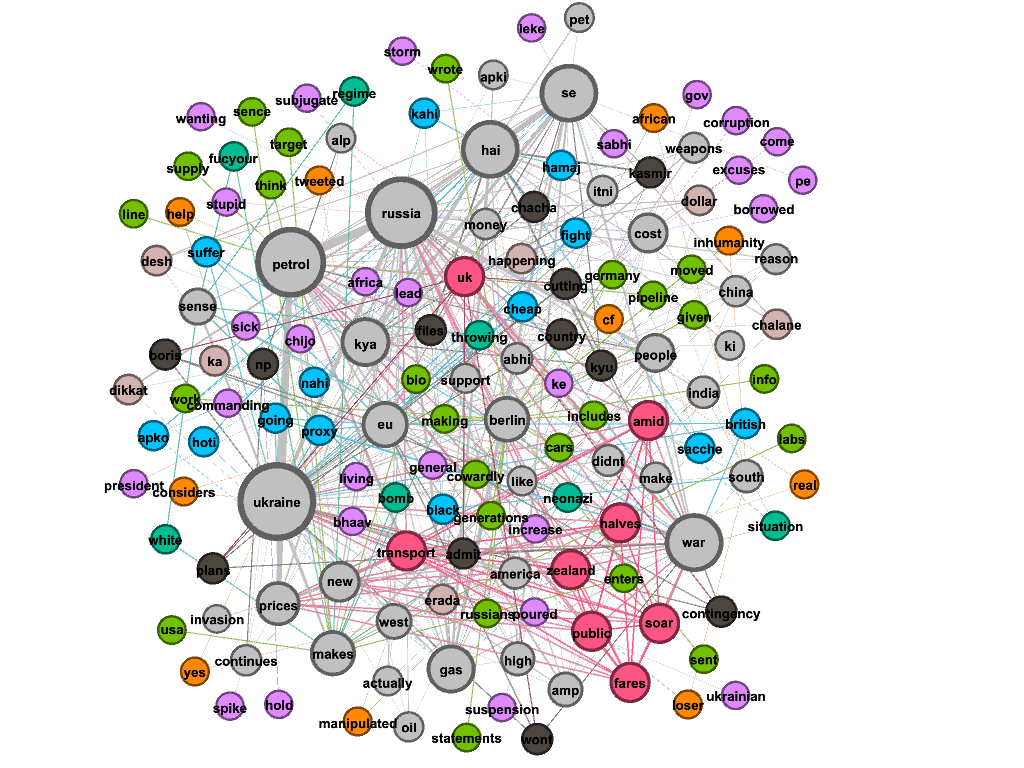 pet
leke
storm
wrote
apki
se
gov
subjugate
regime
wanting
sence
kahi
african
corruption
come
alp
target
hai
sabhi
weapons
fucyour
supply
hamaj
kasmir
excuses
pe
think
tweeted
itni
stupid
chacha
dollar
borrowed
line
help
russia
money
fight
cost
inhumanity
suffer
desh
petrol
happening
reason
uk
germany
moved
africa
lead
cutting
pipeline
china
sense
cheap
given
cf
sick
files
throwing
country
chalane
chijo
kya
ki
boris
ka
np
abhi
people
kyu
dikkat
nahi
bio
support
ke
info
india
work
commanding
going
proxy
eu
making
berlin
includes
amid
british
apko
hoti
labs
cars
sacche
didnt
general
cowardly
president
considers
living
like
make
south
real
ukraine
bomb
neonazi
black
generations
increase
halves
situation
bhaav
white
transport
admit
war
plans
new
america
zealand
enters
prices
erada
russians
poured
contingency
usa
invasion
west
public
soar
makes
continues
high
sent
yes
gas
actually
amp
fares
spike
hold
suspension
loser
ukrainian
manipulated
oil
statements
wont